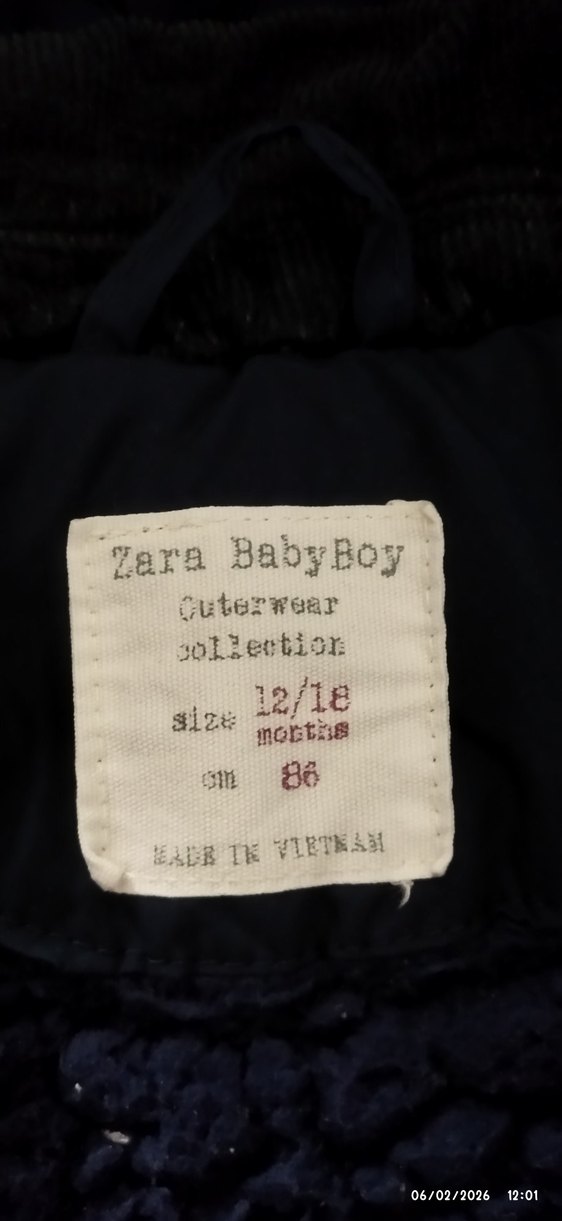 Zara BabyBoy
Outerwear
collection
size 12/18
months
cm 86
MADE IN VIETNAM
06/02/2026 12:01